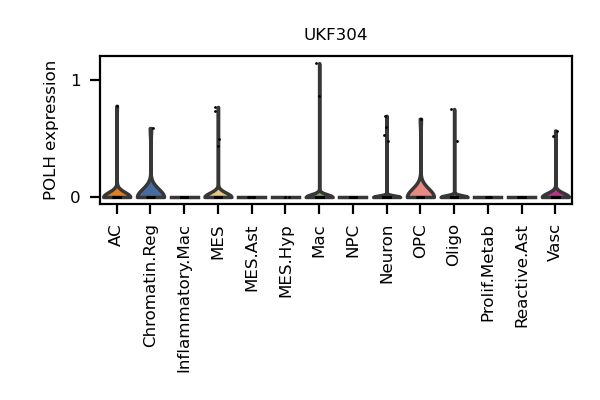 UKF304
POLH expression
1
0
AC
Chromatin.Reg
Inflammatory.Mac
MES
MES.Ast
MES.Hyp
Mac
NPC
Neuron
OPC
Oligo
Prolif.Metab
Reactive.Ast
Vasc